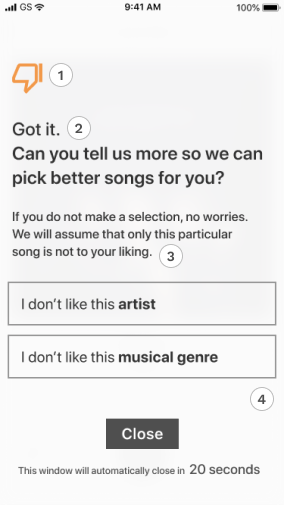 GS 9:41 AM 100%
1
Got it. 2
Can you tell us more so we can
pick better songs for you?
If you do not make a selection, no worries.
We will assume that only this particular
song is not to your liking. 3
I don't like this artist
I don't like this musical genre
4
Close
This window will automatically close in 20 seconds